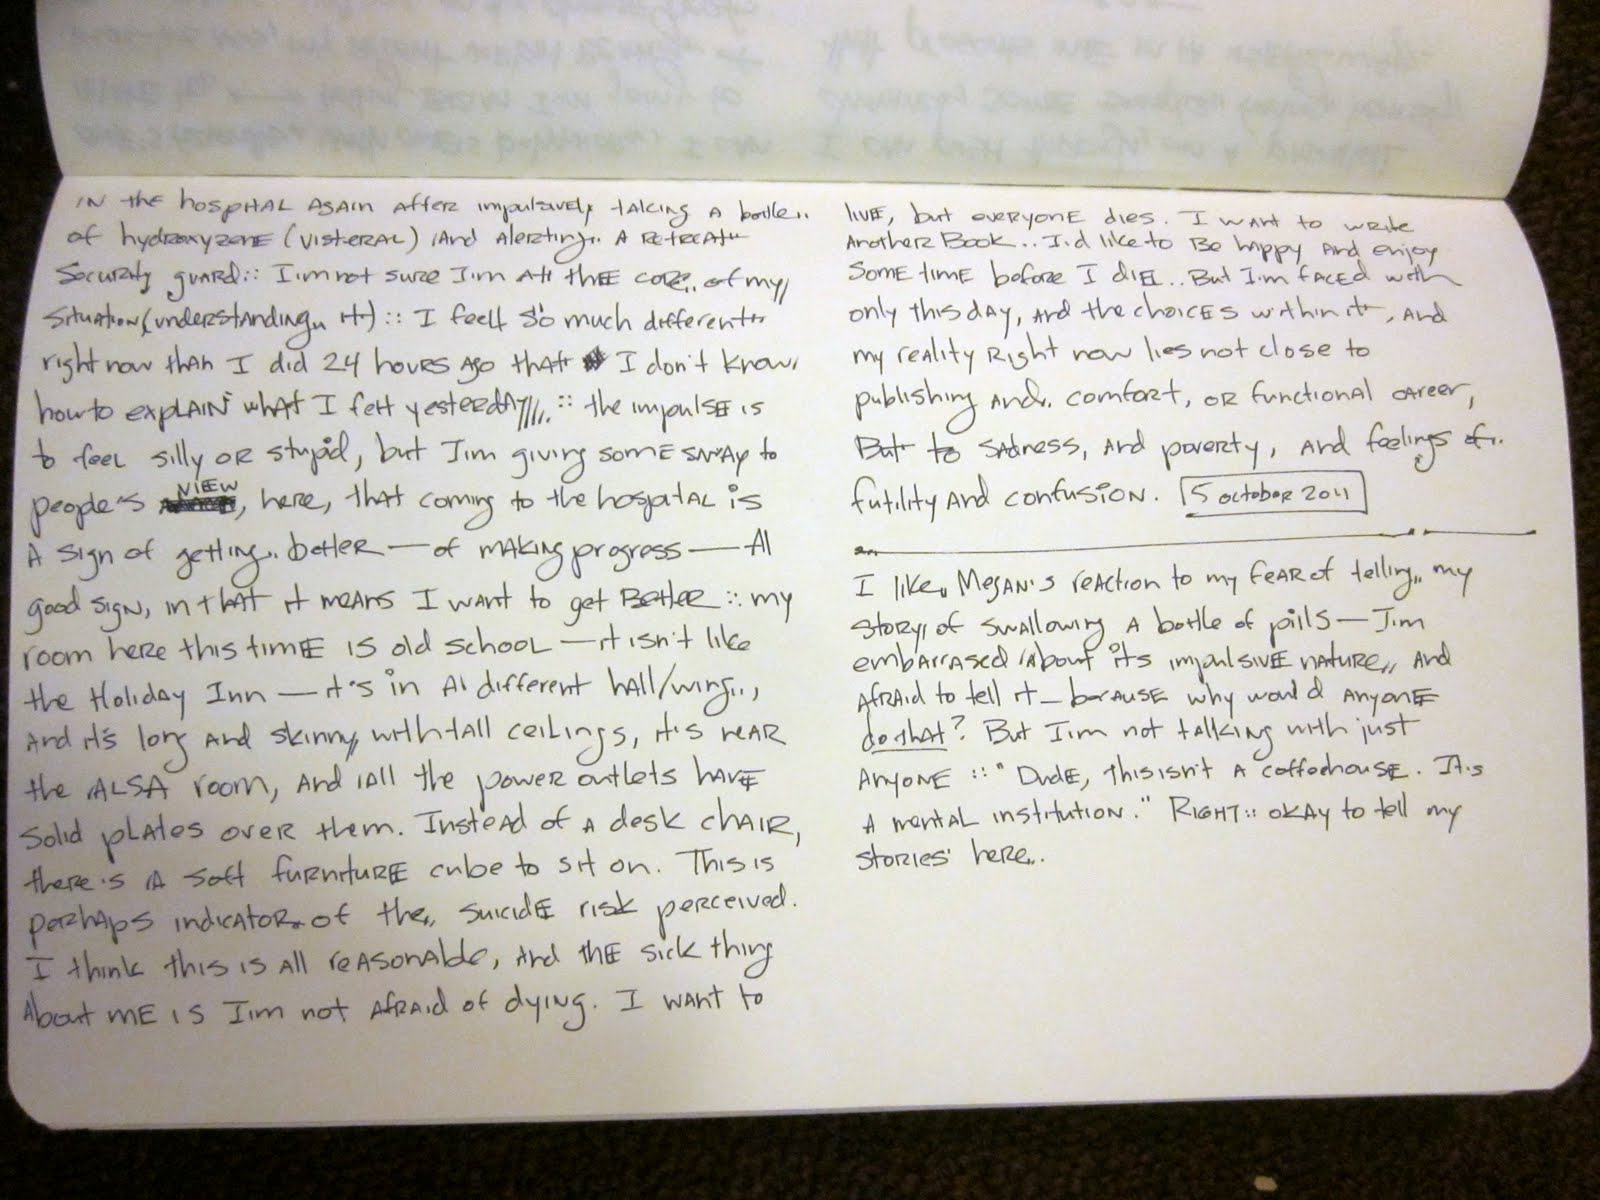 IN the hospital again after impulsively taking a bottle..
of hydroxyzene (Visteral) and alerting.. a Retreat
Security guard:: I'm not sure I'm at the core.. of my
situation (understanding.. it) :: I feel so much different
right now than I did 24 hours ago that I don't know,
how to explain what I felt yesterday :: the impulse is
to feel silly or stupid, but I'm giving some sway to
people's VIEW, here, that coming to the hospital is
A sign of getting.. better — of making progress — A
good sign, in that it means I want to get Better :: my
room here this time is old school — it isn't like
the Holiday Inn — it's in A different hall/wing..,
And it's long and skinny, with tall ceilings, it's near
the ALSA room, and all the power outlets have
solid plates over them. Instead of a desk chair,
there's a soft furniture cube to sit on. This is
perhaps indicator of the.. suicide risk perceived.
I think this is all reasonable, and the sick thing
About me is I'm not afraid of dying. I want to
live, but everyone dies. I want to write
Another Book.. I'd like to Be happy and enjoy
some time before I die.. But I'm faced with
only this day, and the choices within it, and
my reality Right now lies not close to
publishing and. comfort, or functional career,
But to sadness, and poverty, and feelings of..
futility and confusion. 5 October 2011
I like.. Megan's reaction to my fear of telling.. my
story, of swallowing a bottle of pills — I'm
embarrased about its impulsive nature,, and
Afraid to tell it — because why would anyone
do that? But I'm not talking with just
Anyone :: "Dude, this isn't a coffeehouse. It's
A mental institution." Right :: okay to tell my
stories here..